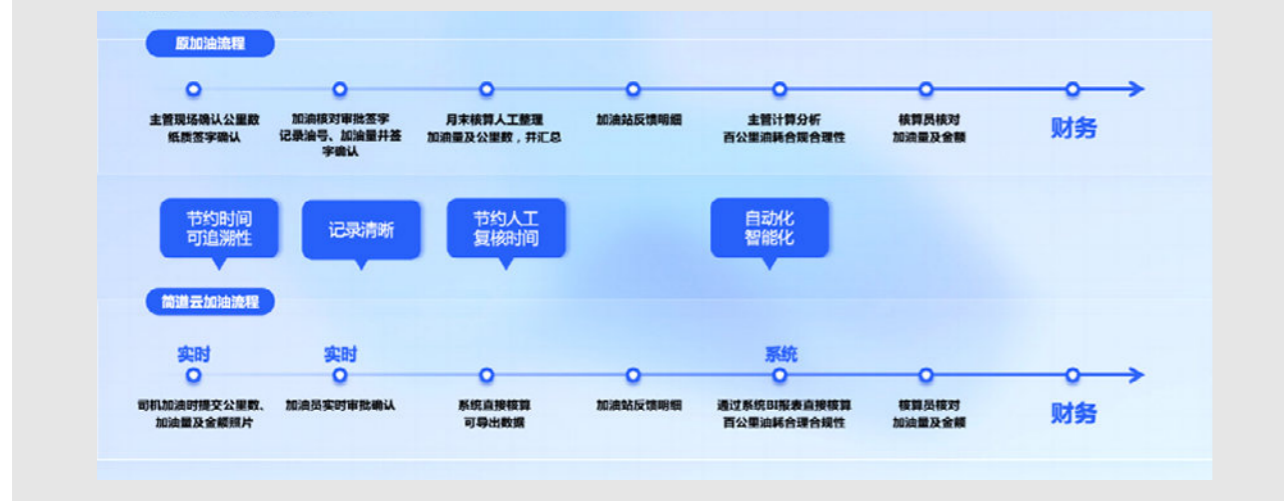 原加油流程
主管现场确认公里数
纸质签字确认
加油核对审批签字
记录油号、加油量并签
字确认
月末核算人工整理
加油量及公里数，并汇总
加油站反馈明细
主管计算分析
百公里油耗合规合理性
核算员核对
加油量及金额
财务
节约时间
可追溯性
记录清晰
节约人工
复核时间
自动化
智能化
简道云加油流程
实时
司机加油时提交公里数、
加油量及金额照片
实时
加油员实时审批确认
系统直接核算
可导出数据
加油站反馈明细
系统
通过系统BI报表直接核算
百公里油耗合理合规性
核算员核对
加油量及金额
财务